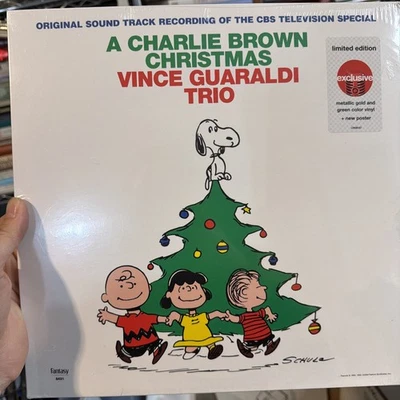 ORIGINAL SOUND TRACK RECORDING OF THE CBS TELEVISION SPECIAL
A CHARLIE BROWN
CHRISTMAS
VINCE GUARALDI
TRIO
limited edition
exclusive
metallic gold and
green color vinyl
+ new poster
SCHULZ
Fantasy